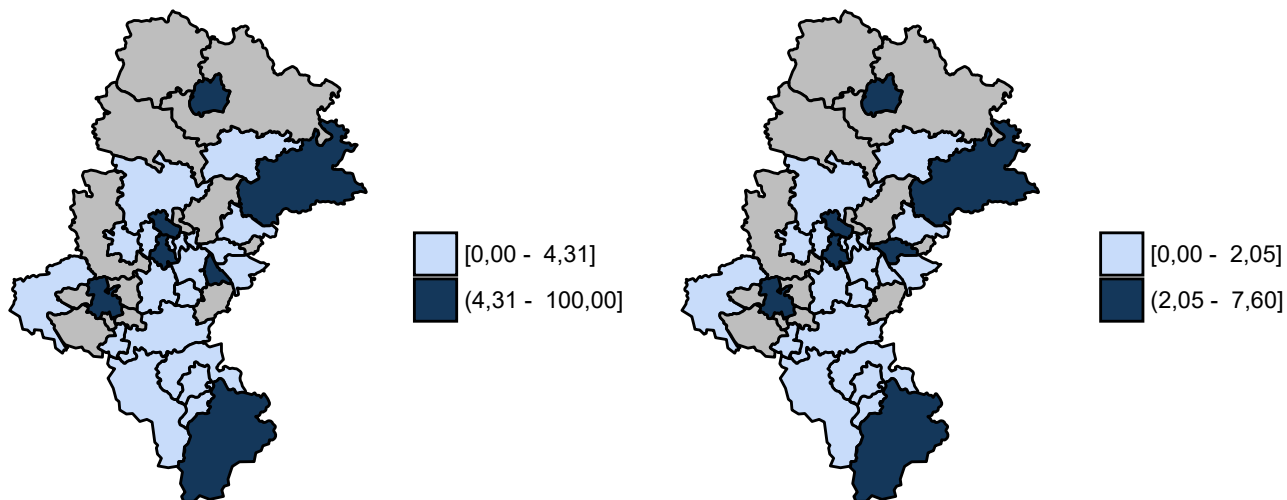 [0,00 -  4,31]
(4,31 -  100,00]
[0,00 -  2,05]
(2,05 -  7,60]